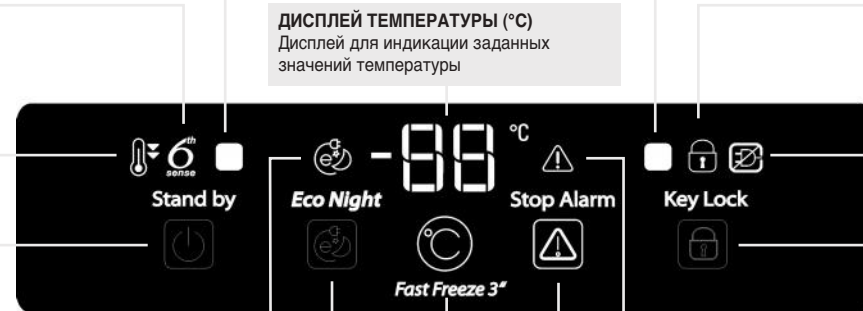 ДИСПЛЕЙ ТЕМПЕРАТУРЫ (°C)
Дисплей для индикации заданных
значений температуры
6th
sense
-88 °C
Stand by
Eco Night
Stop Alarm
Key Lock
°C
Fast Freeze 3"